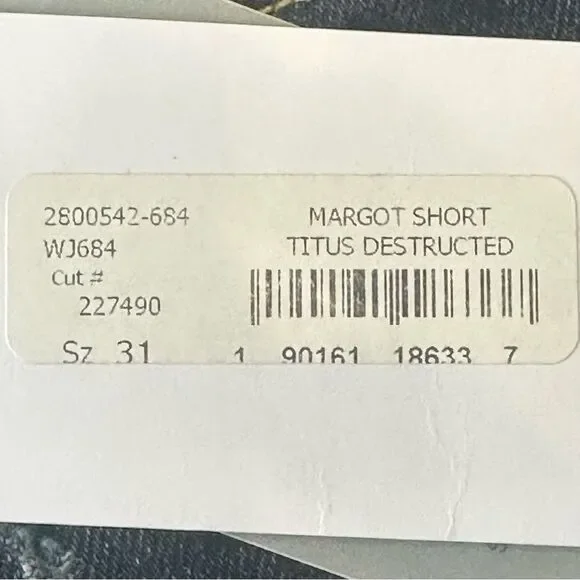 2800542-684
WJ684
Cut #
227490
Sz 31
MARGOT SHORT
TITUS DESTRUCTED
1 90161 18633 7